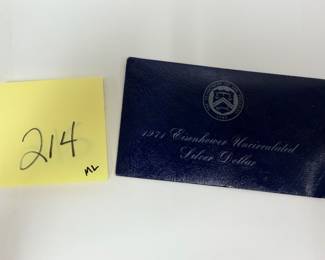 214
ML
1971 Eisenhower Uncirculated
Silver Dollar